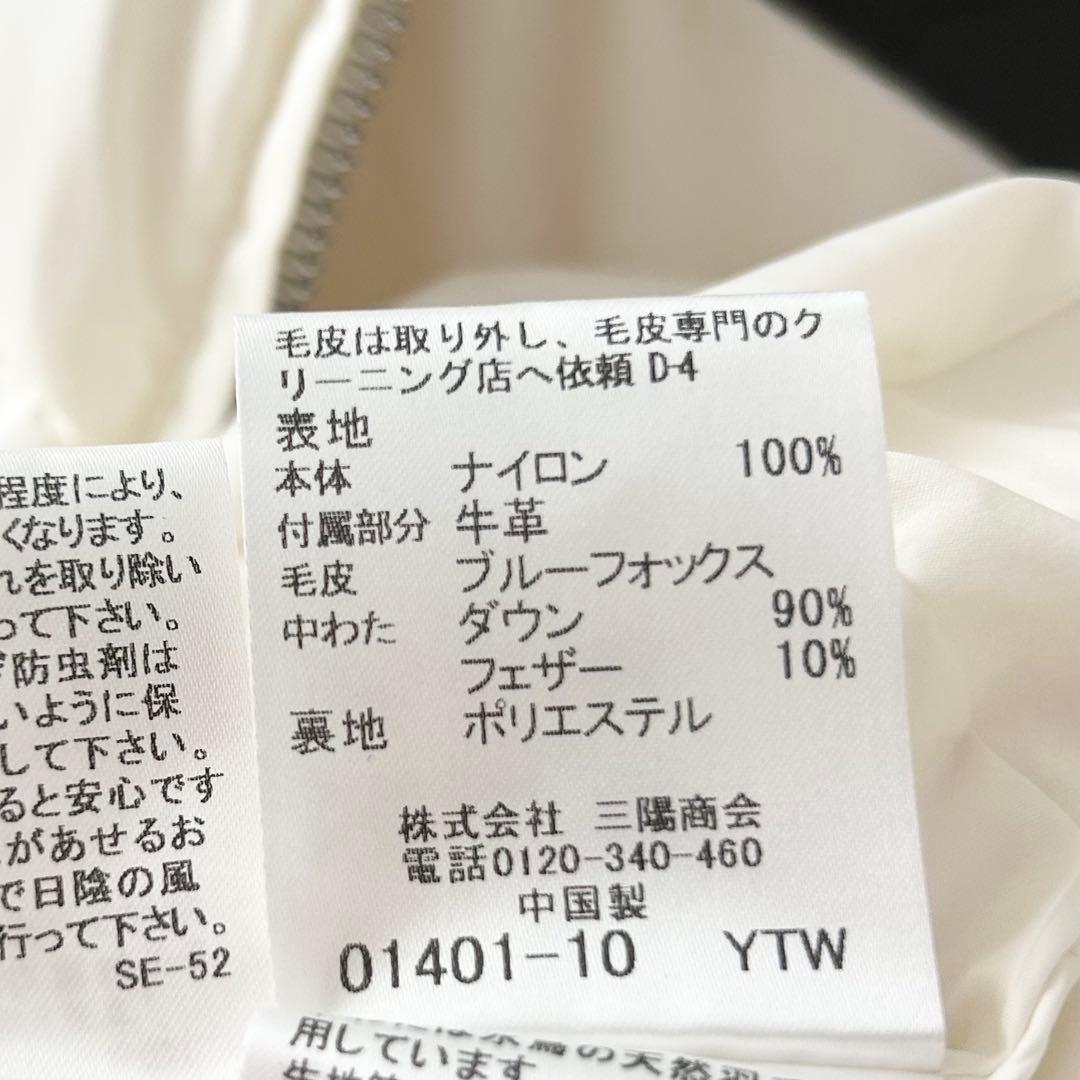 毛皮は取り外し、毛皮専門のク
リーニング店へ依頼 D-4
表地
本体 ナイロン 100%
付属部分 牛革
毛皮 ブルーフォックス
中わた ダウン 90%
フェザー 10%
裏地 ポリエステル
株式会社 三陽商会
電話0120-340-460
中国製
01401-10 YTW
程度により、
くなります。
れを取り除い
って下さい。
防虫剤は
いように保
して下さい。
ると安心です
があせるお
で日陰の風
行って下さい。
SE-52
用しています